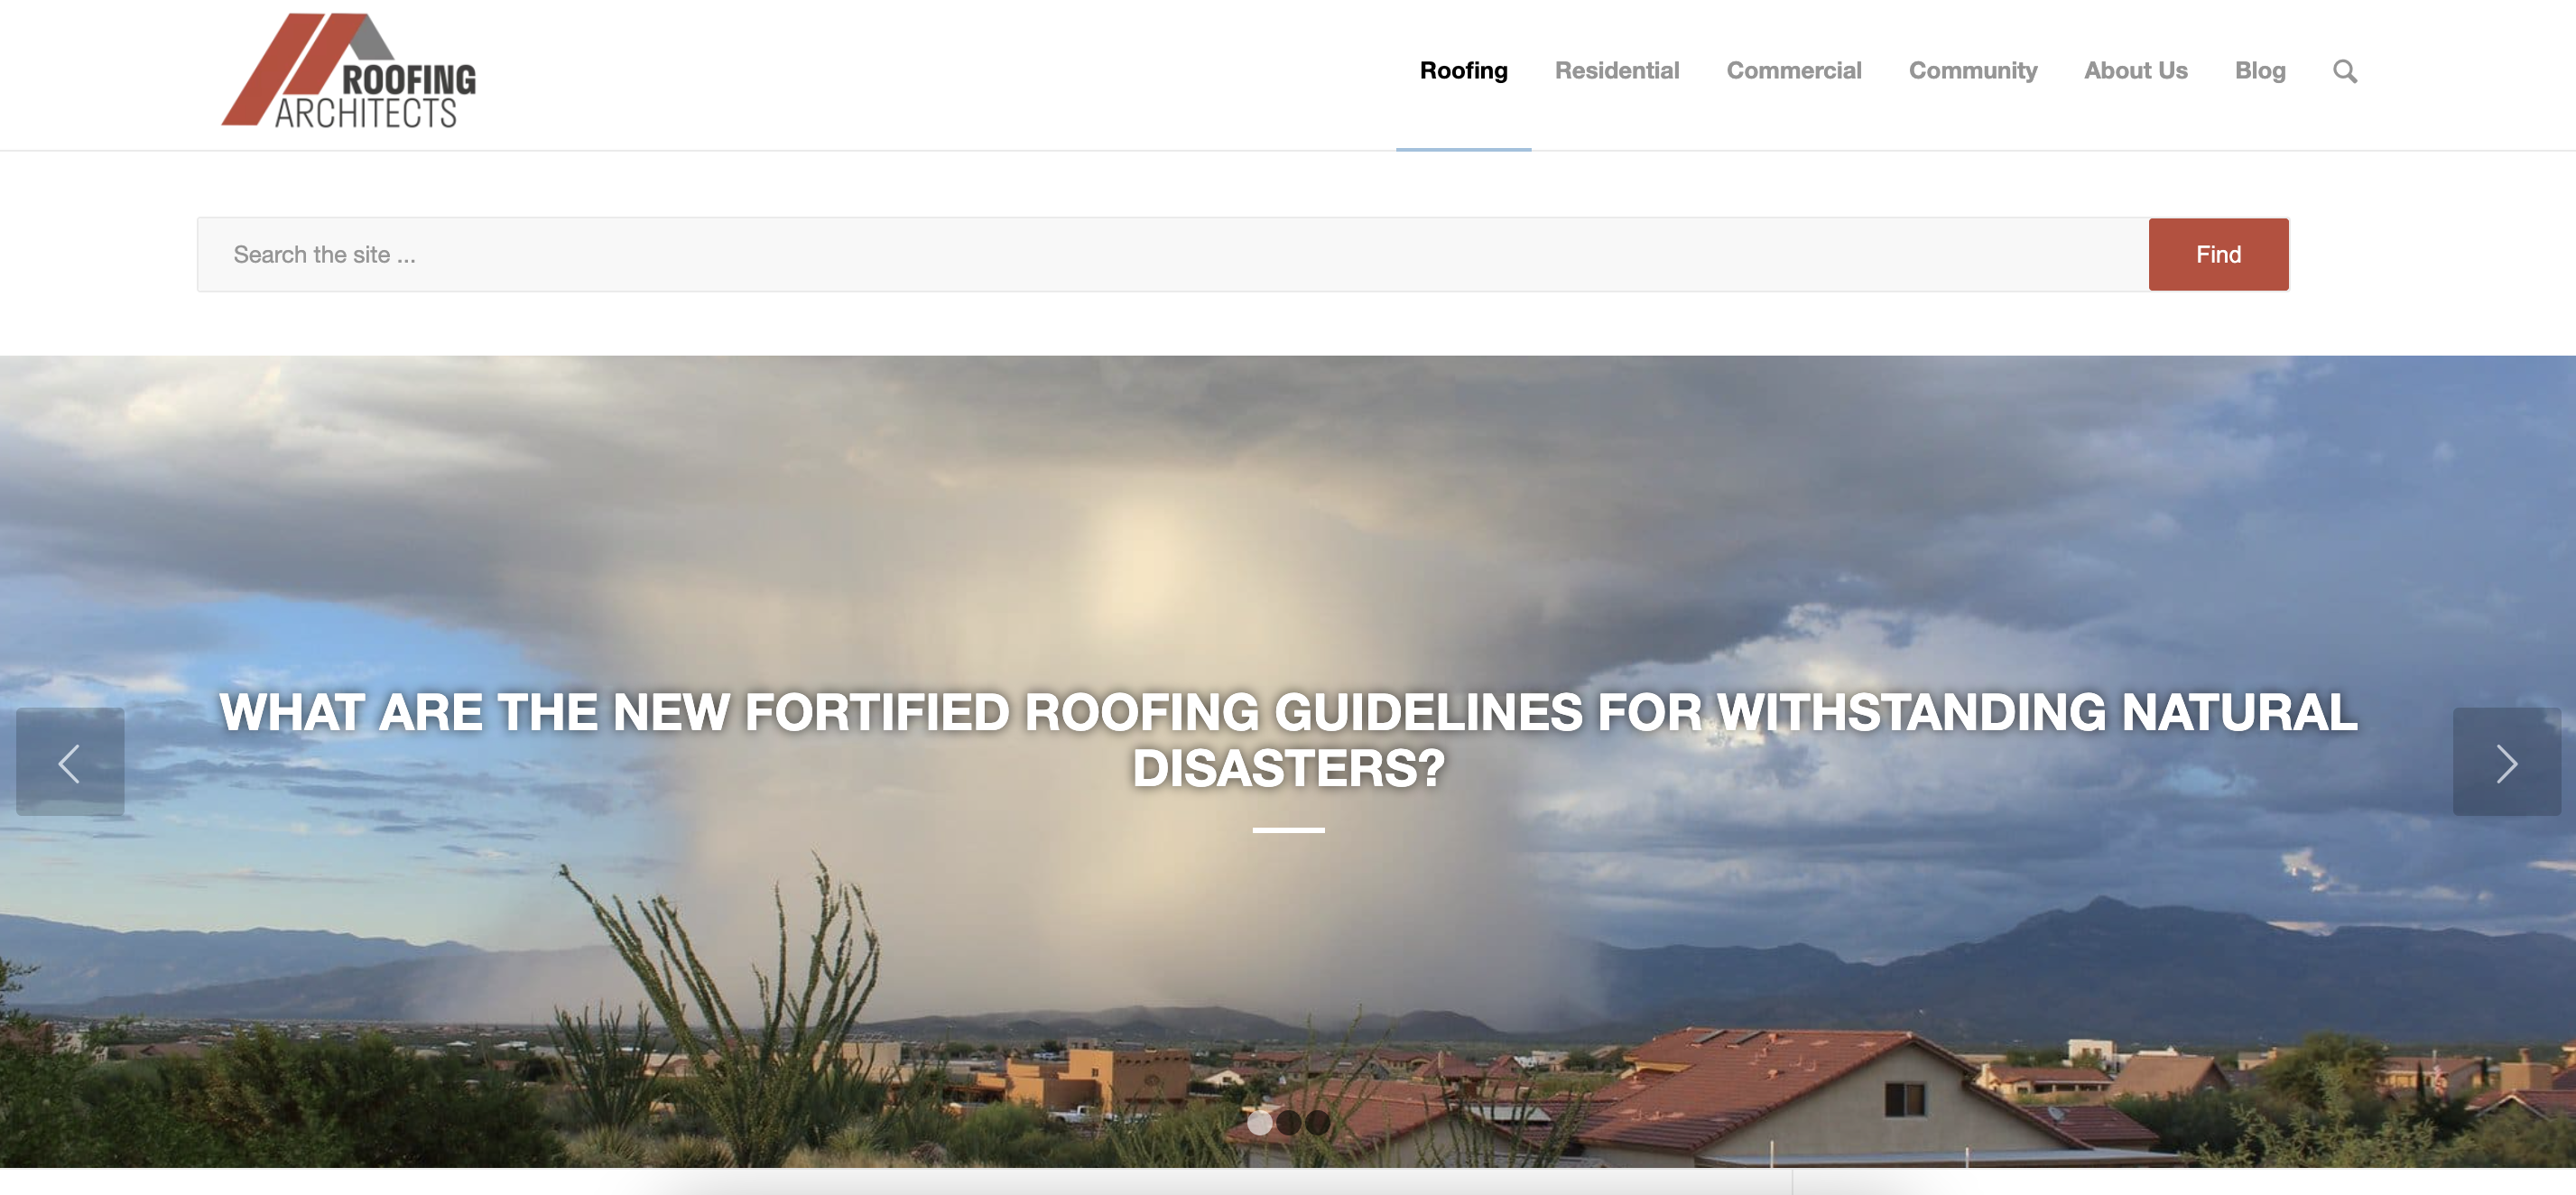 ROOFING
ARCHITECTS
Roofing Residential Commercial Community About Us Blog
Search the site ...
Find
WHAT ARE THE NEW FORTIFIED ROOFING GUIDELINES FOR WITHSTANDING NATURAL
DISASTERS?